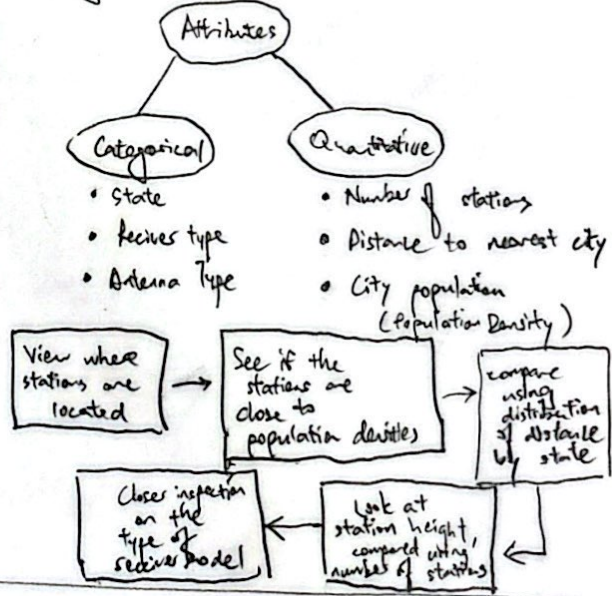 Attributes
Categorical
• State
• Reciver type
• Antenna Type
Quantitative
• Number of stations
• Distance to nearest city
• City population
(Population Density)
View where
stations are
located
See if the
stations are
close to
population densities
compare
using
distribution
of distance
by state
Look at
station height,
compared using
number of stations
Closer inspection
on the
type of
receiver model